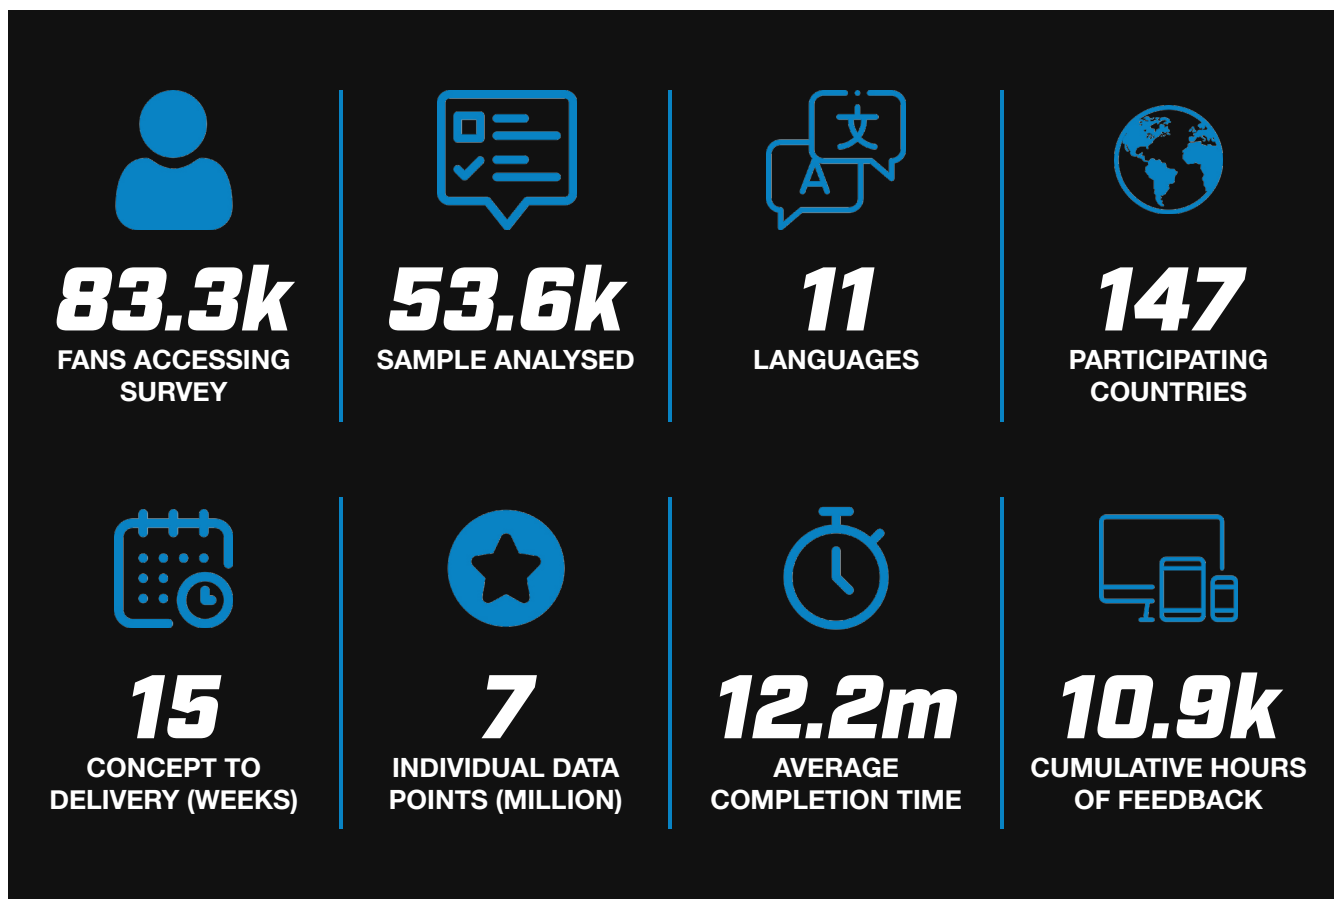 83.3k
FANS ACCESSING
SURVEY
53.6k
SAMPLE ANALYSED
文
A
11
LANGUAGES
147
PARTICIPATING
COUNTRIES
15
CONCEPT TO
DELIVERY (WEEKS)
7
INDIVIDUAL DATA
POINTS (MILLION)
12.2m
AVERAGE
COMPLETION TIME
10.9k
CUMULATIVE HOURS
OF FEEDBACK